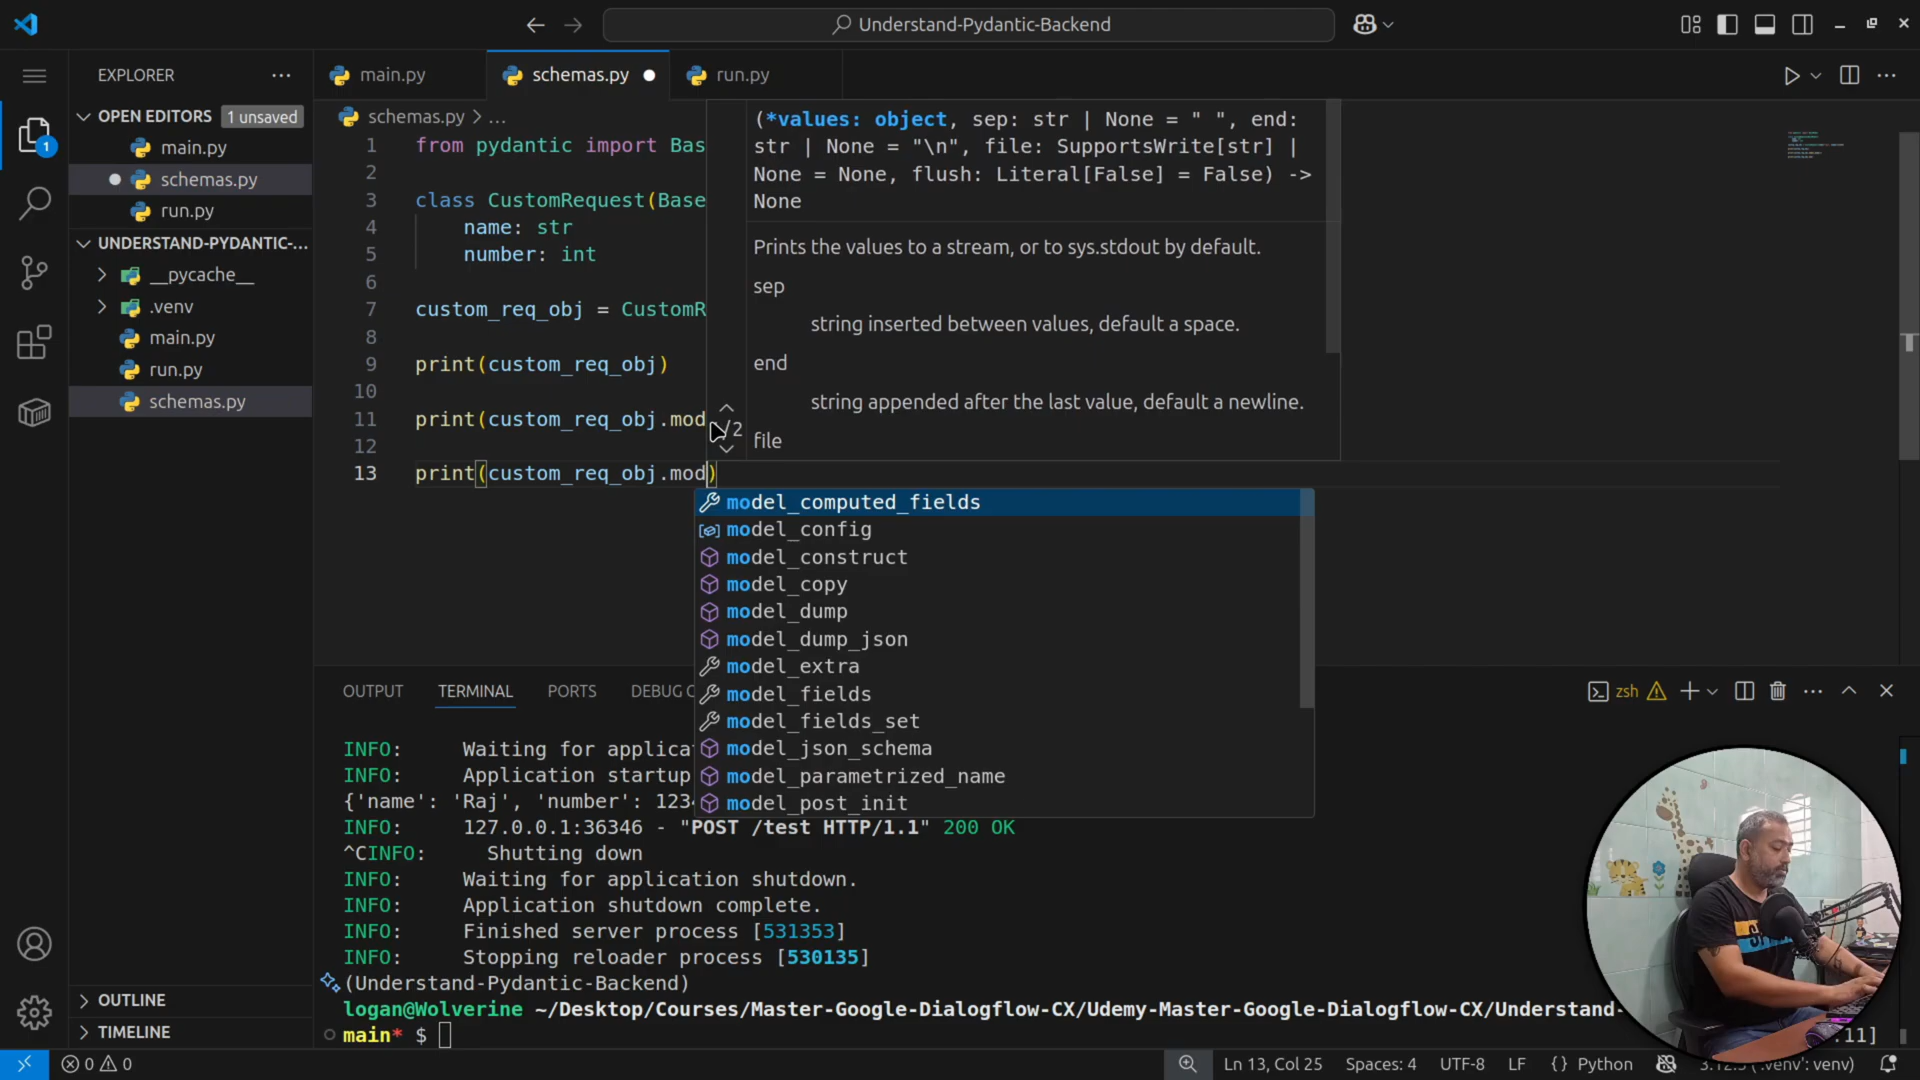 Understand-Pydantic-Backend
EXPLORER
main.py
schemas.py
run.py
OPEN EDITORS
1 unsaved
main.py
schemas.py
run.py
UNDERSTAND-PYDANTIC-...
__pycache__
.venv
main.py
run.py
schemas.py
OUTLINE
TIMELINE
1
schemas.py > ...
1 from pydantic import Bas
2
3 class CustomRequest(Base
4 name: str
5 number: int
6
7 custom_req_obj = CustomR
8
9 print(custom_req_obj)
10
11 print(custom_req_obj.mod
12
13 print(custom_req_obj.mod)
(*values: object, sep: str | None = " ", end:
str | None = "\n", file: SupportsWrite[str] |
None = None, flush: Literal[False] = False) ->
None
Prints the values to a stream, or to sys.stdout by default.
sep
string inserted between values, default a space.
end
string appended after the last value, default a newline.
file
/2
model_computed_fields
model_config
model_construct
model_copy
model_dump
model_dump_json
model_extra
model_fields
model_fields_set
model_json_schema
model_parametrized_name
model_post_init
OUTPUT
TERMINAL
PORTS
DEBUG C
zsh
INFO: Waiting for applica
INFO: Application startup
{'name': 'Raj', 'number': 1234
INFO: 127.0.0.1:36346 - "POST /test HTTP/1.1" 200 OK
^CINFO: Shutting down
INFO: Waiting for application shutdown.
INFO: Application shutdown complete.
INFO: Finished server process [531353]
INFO: Stopping reloader process [530135]
(Understand-Pydantic-Backend)
logan@Wolverine ~/Desktop/Courses/Master-Google-Dialogflow-CX/Udemy-Master-Google-Dialogflow-CX/Understand-
main* $
.11]
0 0
Ln 13, Col 25
Spaces: 4
UTF-8
LF
{} Python
('.venv': venv)